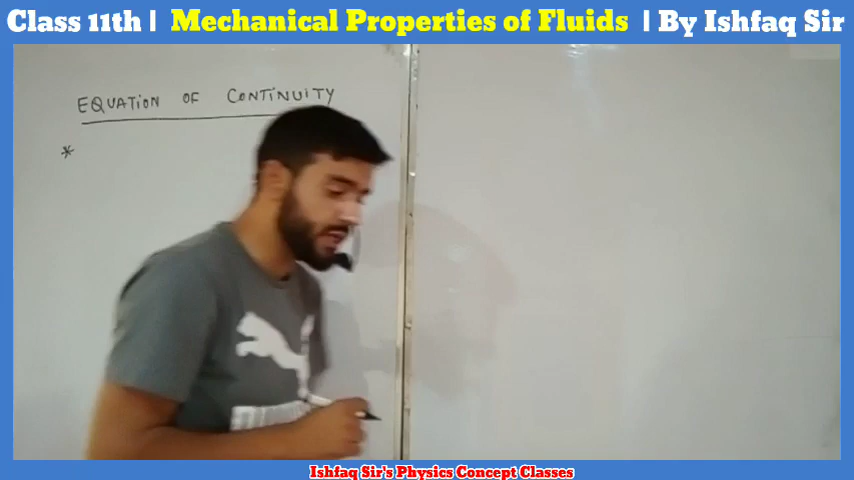 Class 11th | Mechanical Properties of Fluids | By Ishfaq Sir
EQUATION OF CONTINUITY
*
Ishfaq Sir's Physics Concept Classes